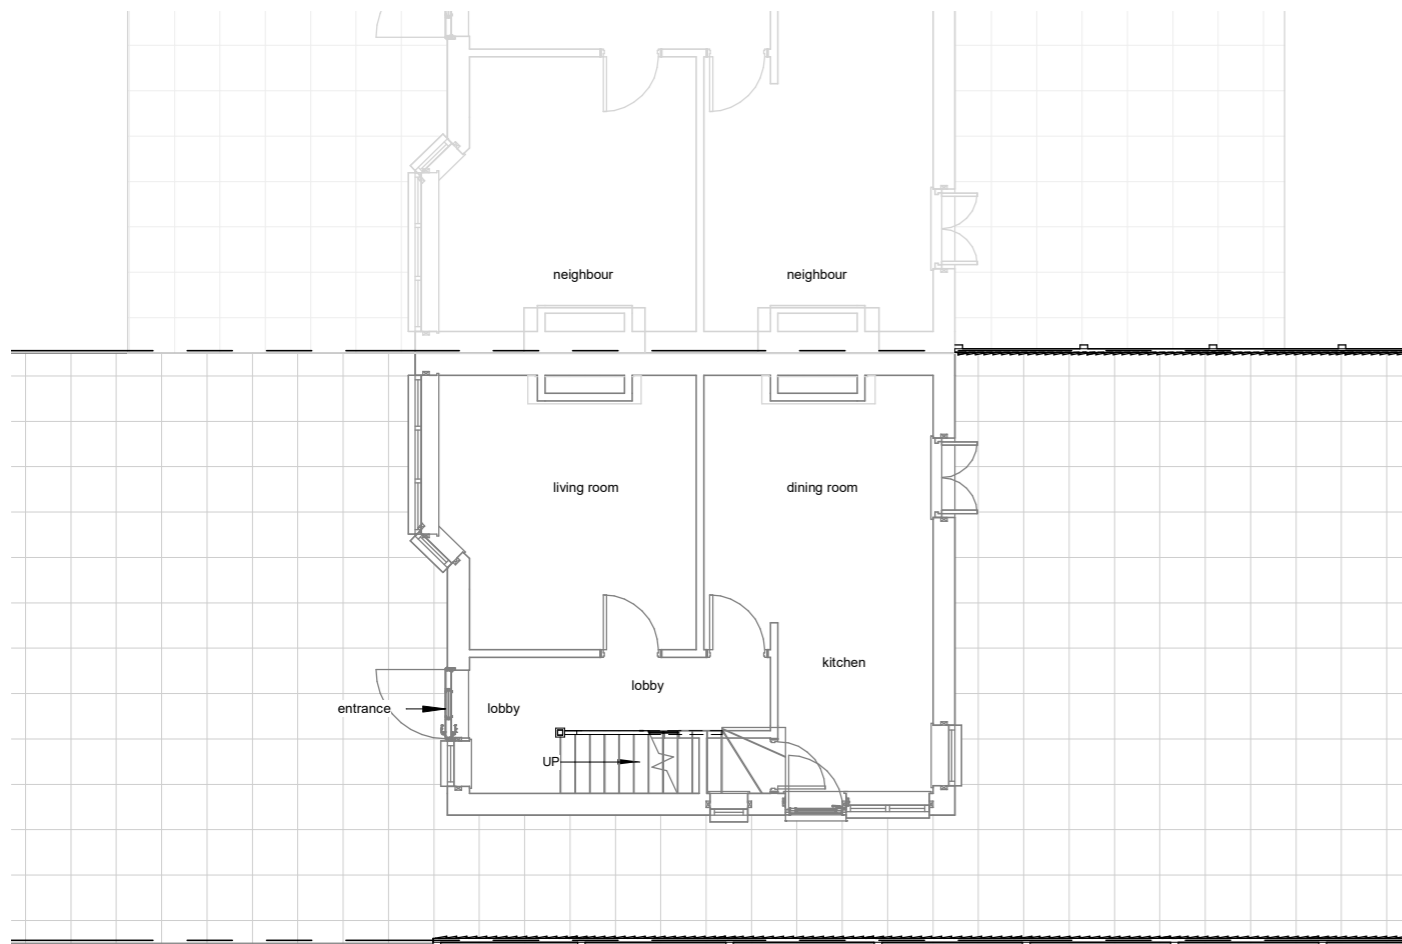 neighbour
neighbour
living room
dining room
kitchen
lobby
entrance
lobby
UP